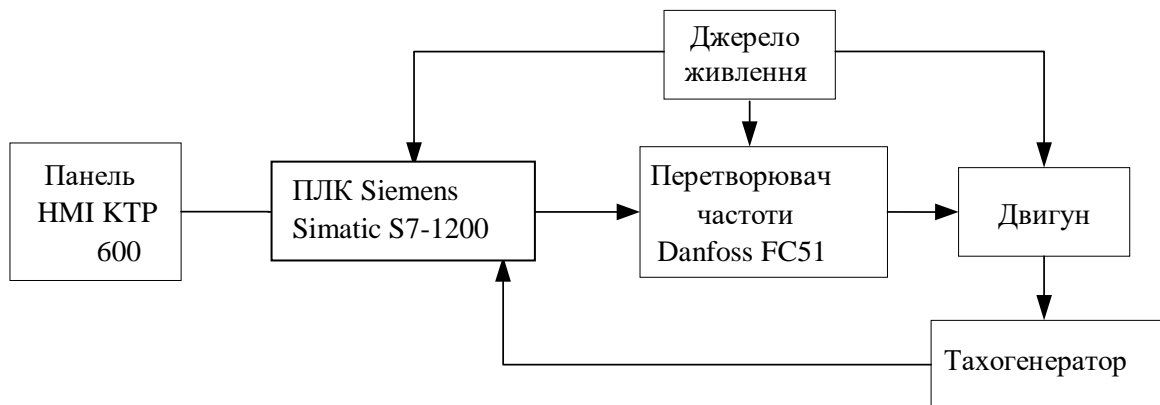 Джерело
живлення
Панель
HMI KTP
600
ПЛК Siemens
Simatic S7-1200
Перетворювач
частоти
Danfoss FC51
Двигун
Тахогенератор